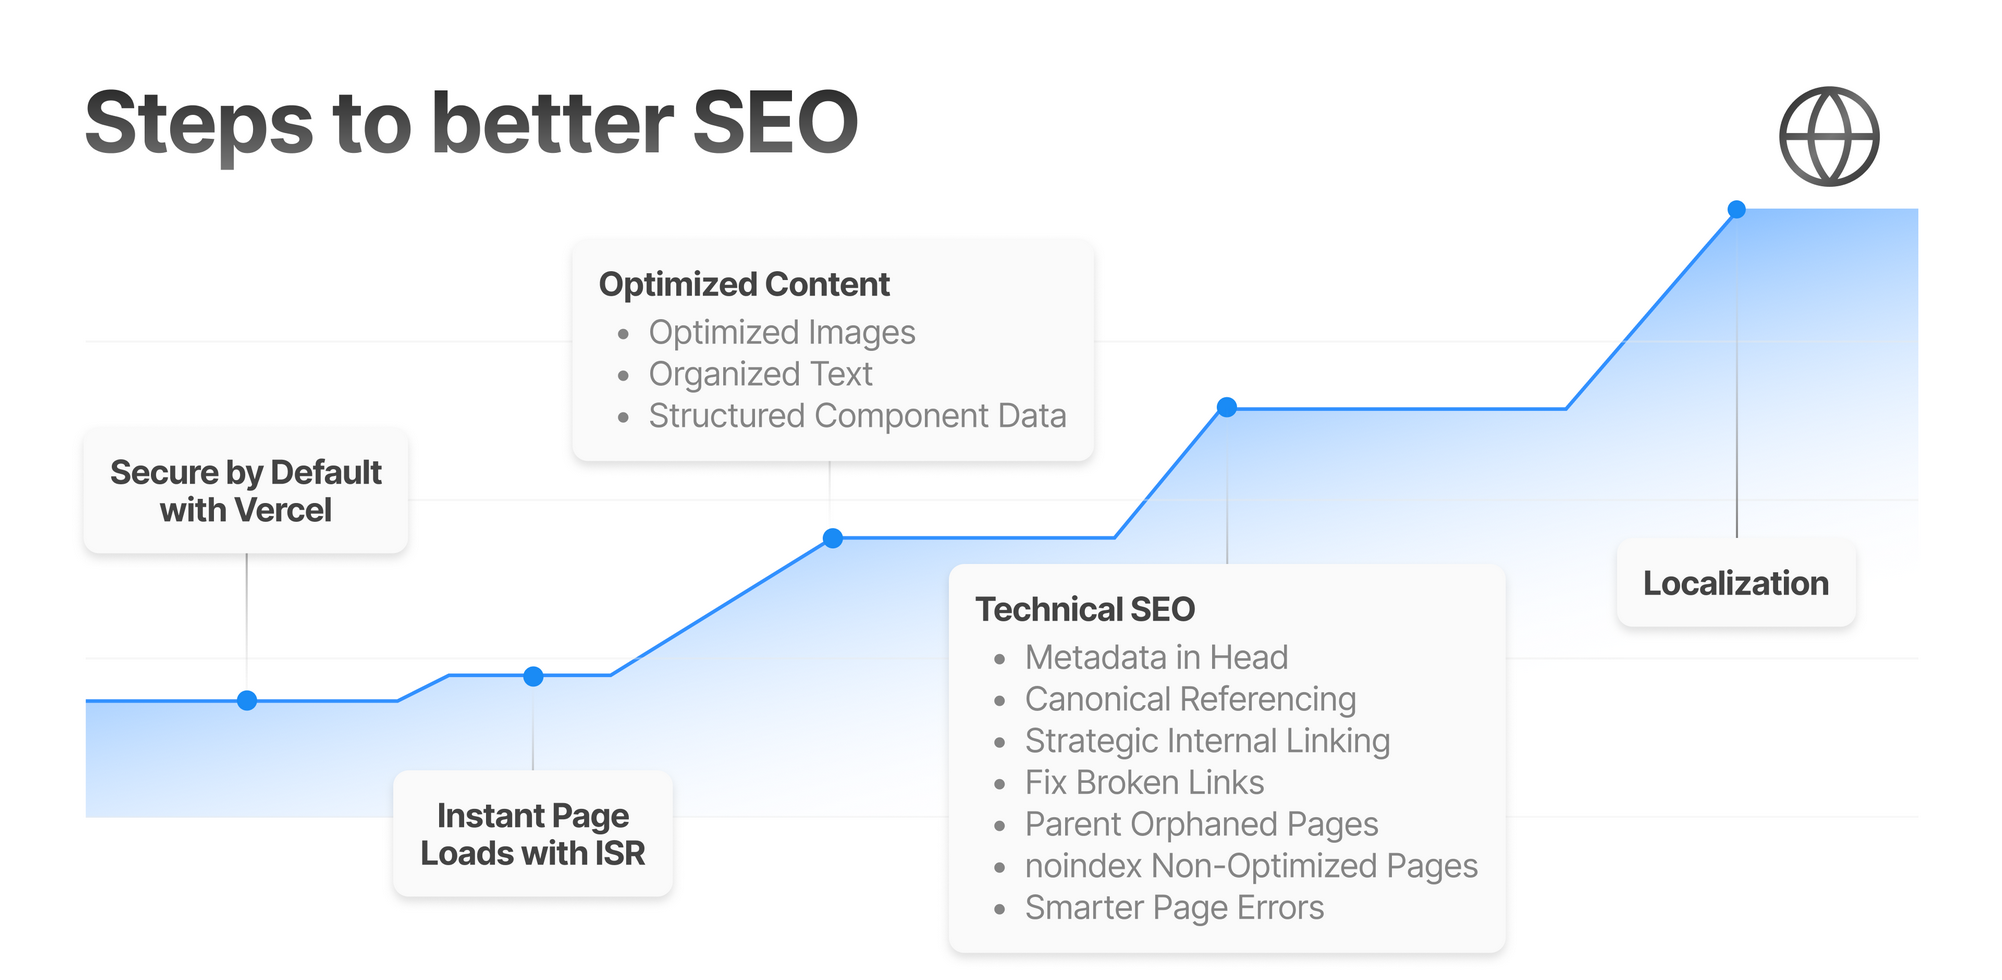 Steps to better SEO
Secure by Default
with Vercel
Instant Page
Loads with ISR
Optimized Content
• Optimized Images
• Organized Text
• Structured Component Data
Technical SEO
• Metadata in Head
• Canonical Referencing
• Strategic Internal Linking
• Fix Broken Links
• Parent Orphaned Pages
• noindex Non-Optimized Pages
• Smarter Page Errors
Localization